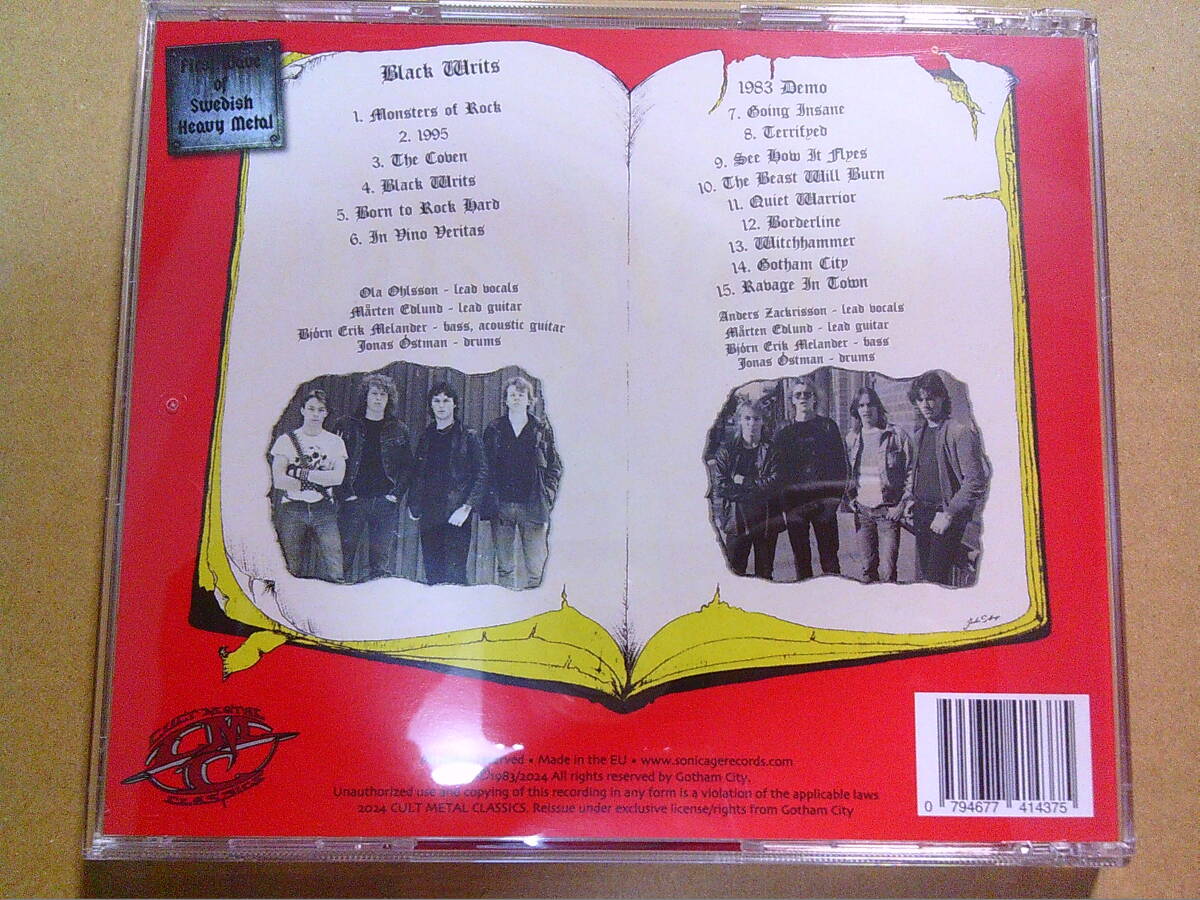 First Wave
of
Swedish
Heavy Metal
Black Writs
1. Monsters of Rock
2. 1995
3. The Coven
4. Black Writs
5. Born to Rock Hard
6. In Vino Veritas
Ola Ohlsson - lead vocals
Mårten Edlund - lead guitar
Björn Erik Melander - bass, acoustic guitar
Jonas Östman - drums
1983 Demo
7. Going Insane
8. Terrifyed
9. See How It Flyes
10. The Beast Will Burn
11. Quiet Warrior
12. Borderline
13. Witchhammer
14. Gotham City
15. Ravage In Town
Anders Zackrisson - lead vocals
Mårten Edlund - lead guitar
Björn Erik Melander - bass
Jonas Östman - drums
CULT METAL
CMC
CLASSICS
Made in the EU • www.sonicagerecords.com
©1983/2024 All rights reserved by Gotham City.
Unauthorized use and copying of this recording in any form is a violation of the applicable laws
2024 CULT METAL CLASSICS. Reissue under exclusive license/rights from Gotham City
0 794677 414375